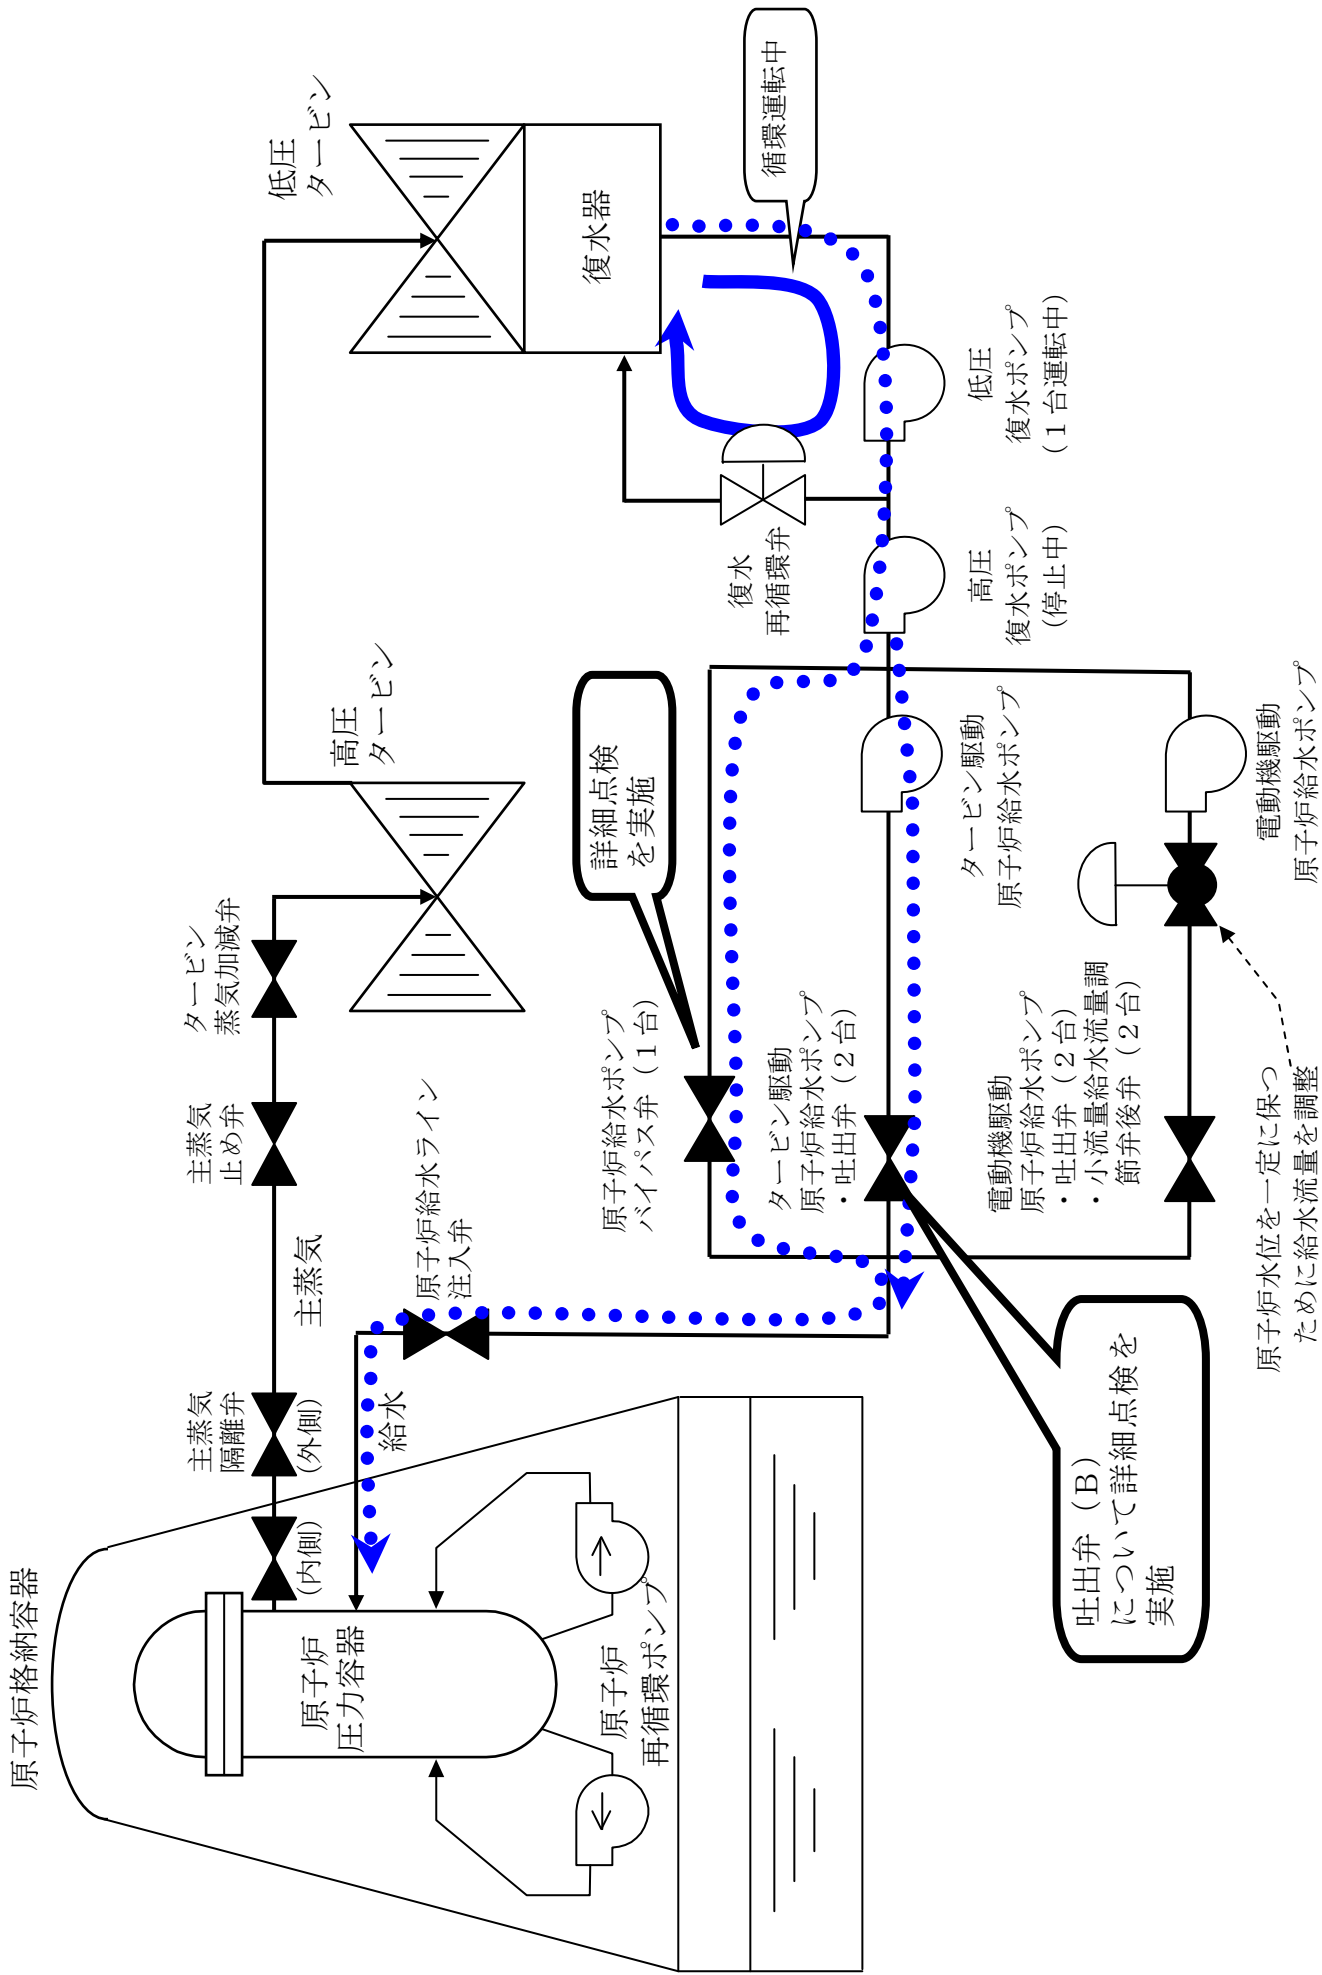 原子炉格納容器
原子炉
圧力容器
原子炉
再循環ポンプ
(内側)
主蒸気
隔離弁
(外側)
主蒸気
主蒸気
止め弁
タービン
蒸気加減弁
高圧
タービン
低圧
タービン
復水器
循環運転中
給水
原子炉給水ライン
注入弁
詳細点検
を実施
原子炉給水ポンプ
バイパス弁（１台）
タービン駆動
原子炉給水ポンプ
・吐出弁（２台）
電動機駆動
原子炉給水ポンプ
・吐出弁（２台）
・小流量給水流量調
節弁後弁（２台）
復水
再循環弁
低圧
復水ポンプ
（１台運転中）
高圧
復水ポンプ
（停止中）
タービン駆動
原子炉給水ポンプ
電動機駆動
原子炉給水ポンプ
原子炉水位を一定に保つ
ために給水流量を調整
吐出弁（Ｂ）
について詳細点検を
実施